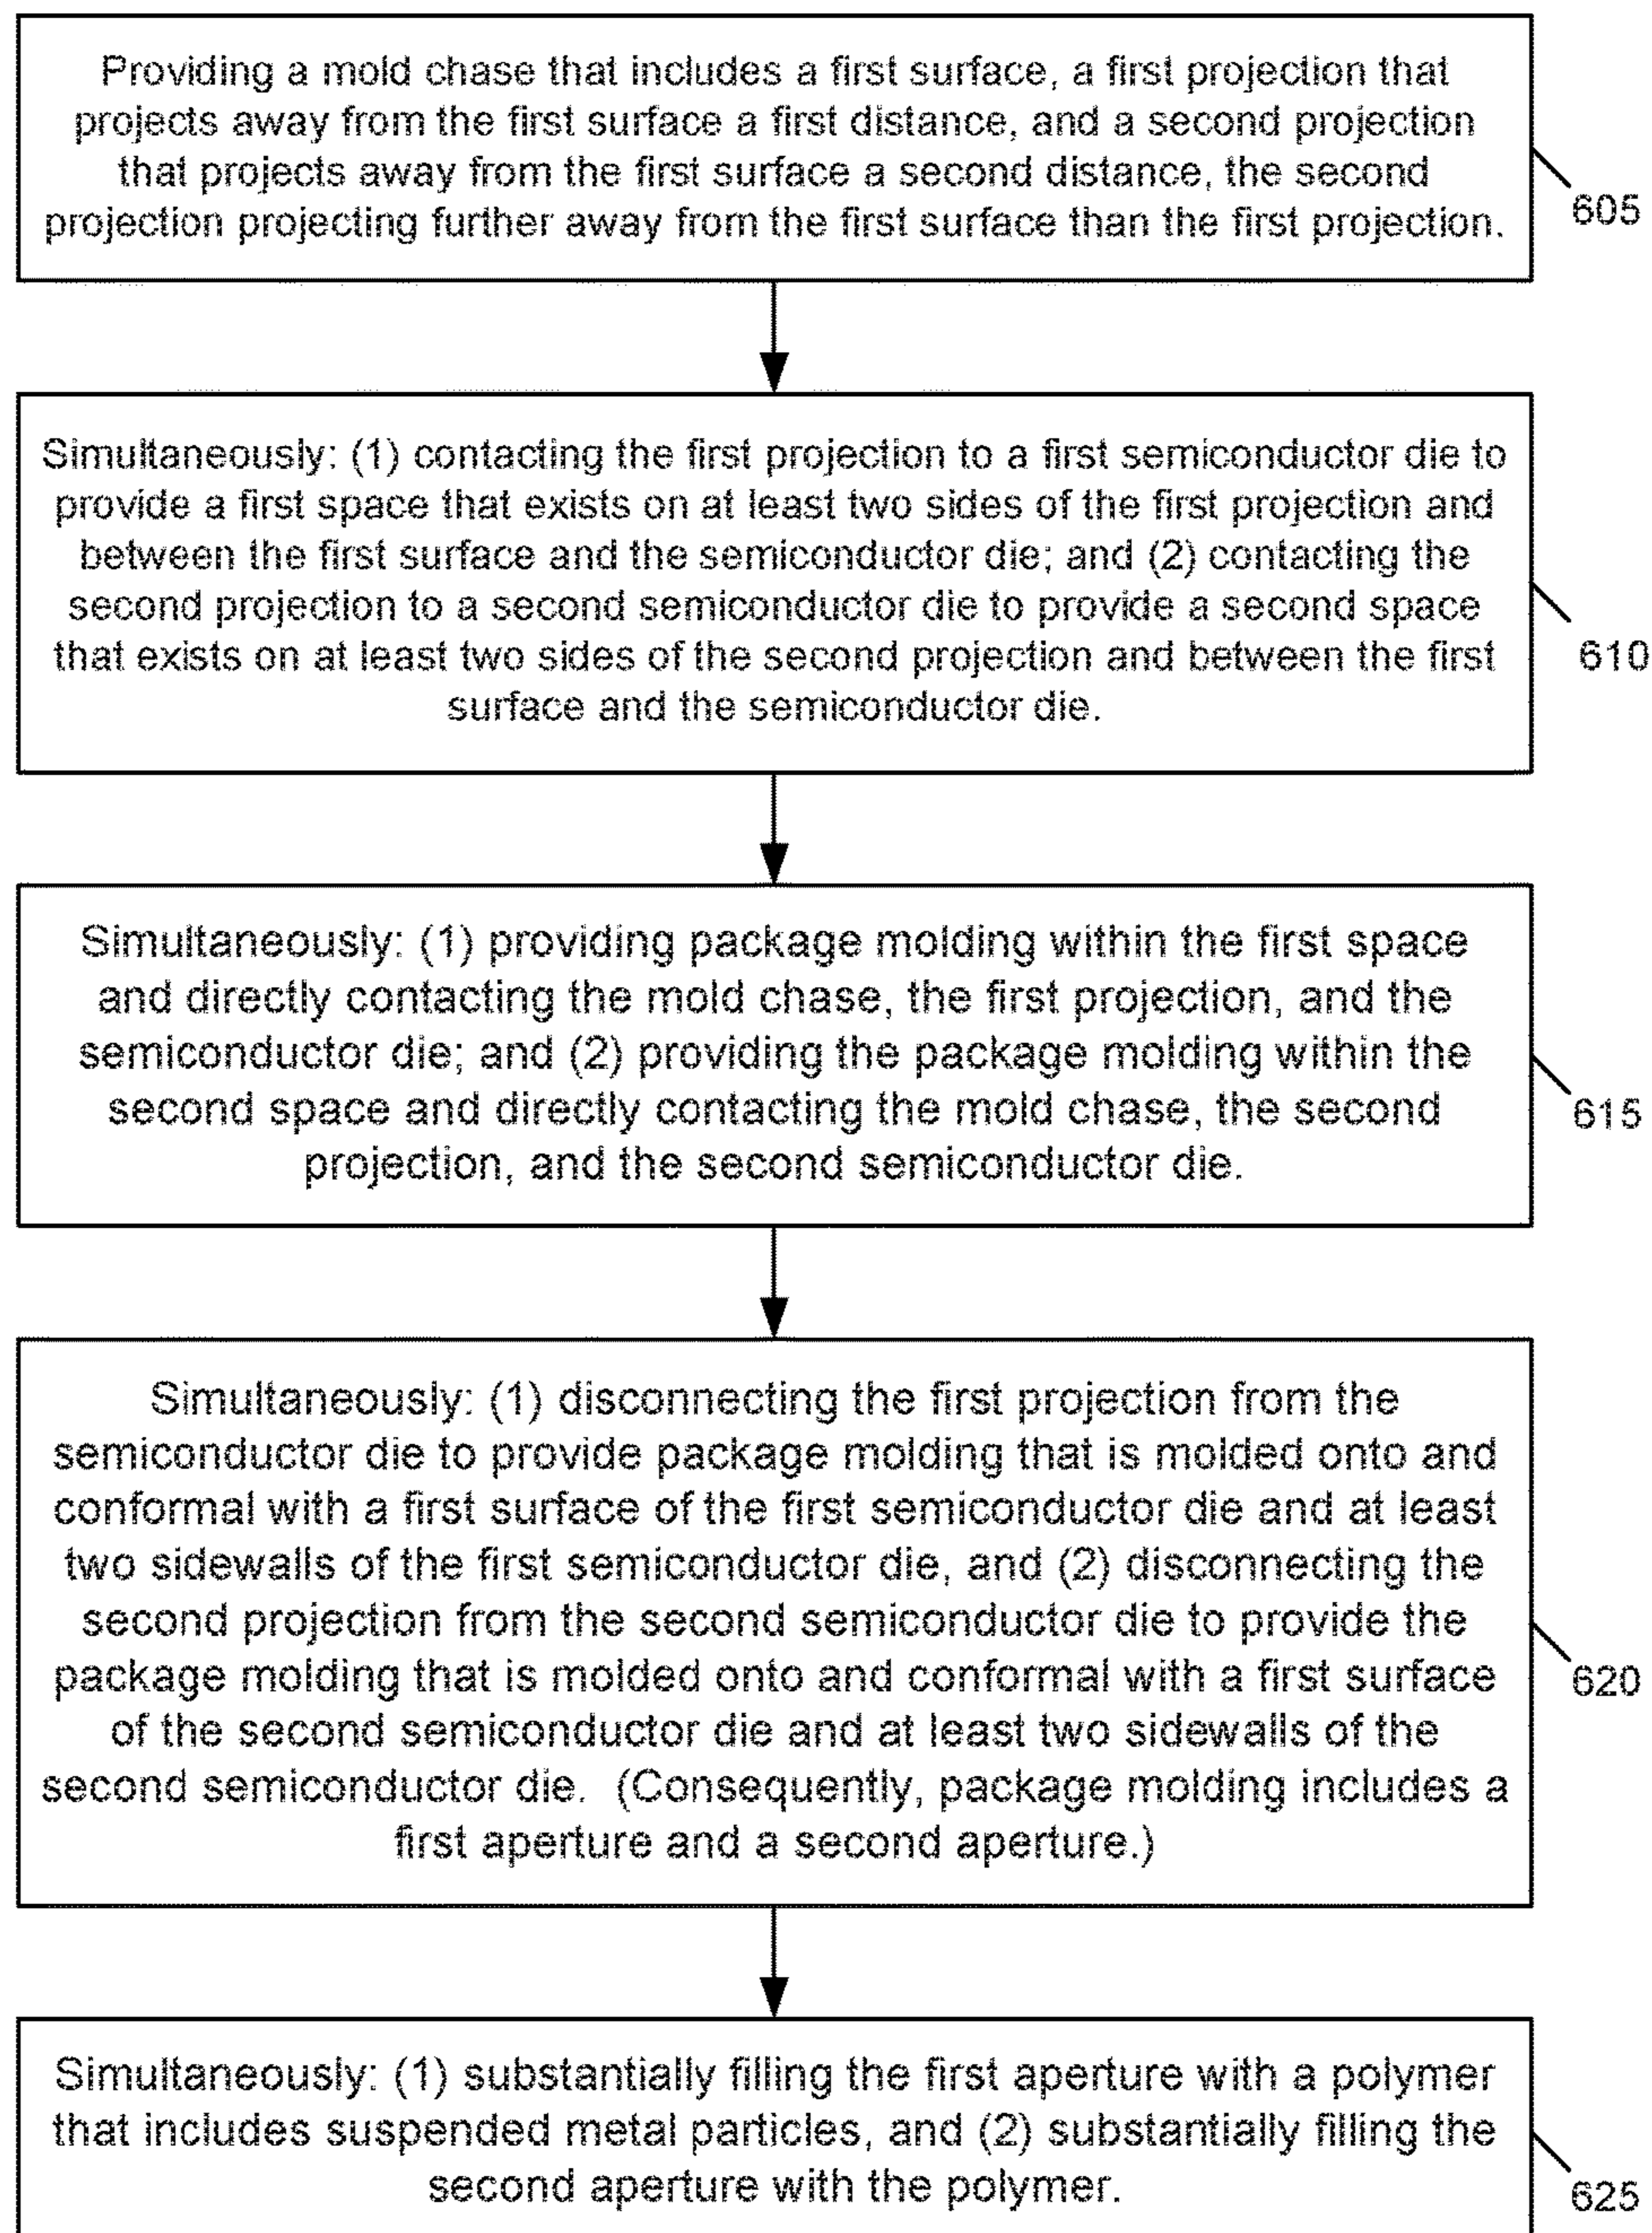 Providing a mold chase that includes a first surface, a first projection that
projects away from the first surface a first distance, and a second projection
that projects away from the first surface a second distance, the second
projection projecting further away from the first surface than the first projection.
605
Simultaneously: (1) contacting the first projection to a first semiconductor die to
provide a first space that exists on at least two sides of the first projection and
between the first surface and the semiconductor die; and (2) contacting the
second projection to a second semiconductor die to provide a second space
that exists on at least two sides of the second projection and between the first
surface and the semiconductor die.
610
Simultaneously: (1) providing package molding within the first space
and directly contacting the mold chase, the first projection, and the
semiconductor die; and (2) providing the package molding within the
second space and directly contacting the mold chase, the second
projection, and the second semiconductor die.
615
Simultaneously: (1) disconnecting the first projection from the
semiconductor die to provide package molding that is molded onto and
conformal with a first surface of the first semiconductor die and at least
two sidewalls of the first semiconductor die, and (2) disconnecting the
second projection from the second semiconductor die to provide the
package molding that is molded onto and conformal with a first surface
of the second semiconductor die and at least two sidewalls of the
second semiconductor die. (Consequently, package molding includes a
first aperture and a second aperture.)
620
Simultaneously: (1) substantially filling the first aperture with a polymer
that includes suspended metal particles, and (2) substantially filling the
second aperture with the polymer.
625